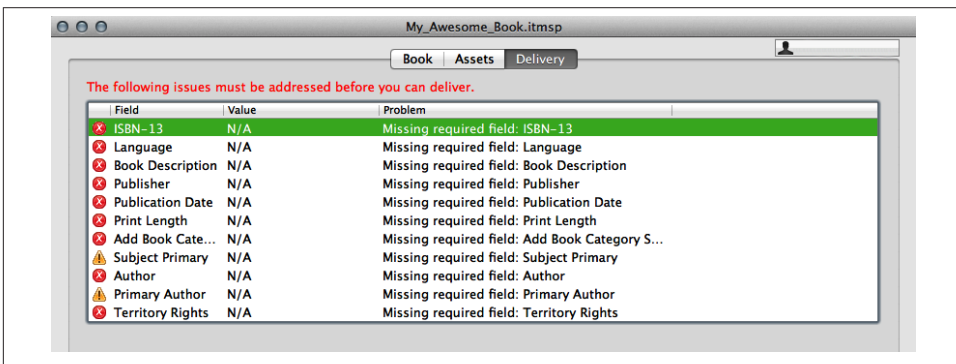 My_Awesome_Book.itmsp
Book Assets Delivery
The following issues must be addressed before you can deliver.
Field Value Problem
ISBN-13 N/A Missing required field: ISBN-13
Language N/A Missing required field: Language
Book Description N/A Missing required field: Book Description
Publisher N/A Missing required field: Publisher
Publication Date N/A Missing required field: Publication Date
Print Length N/A Missing required field: Print Length
Add Book Cate... N/A Missing required field: Add Book Category S...
Subject Primary N/A Missing required field: Subject Primary
Author N/A Missing required field: Author
Primary Author N/A Missing required field: Primary Author
Territory Rights N/A Missing required field: Territory Rights